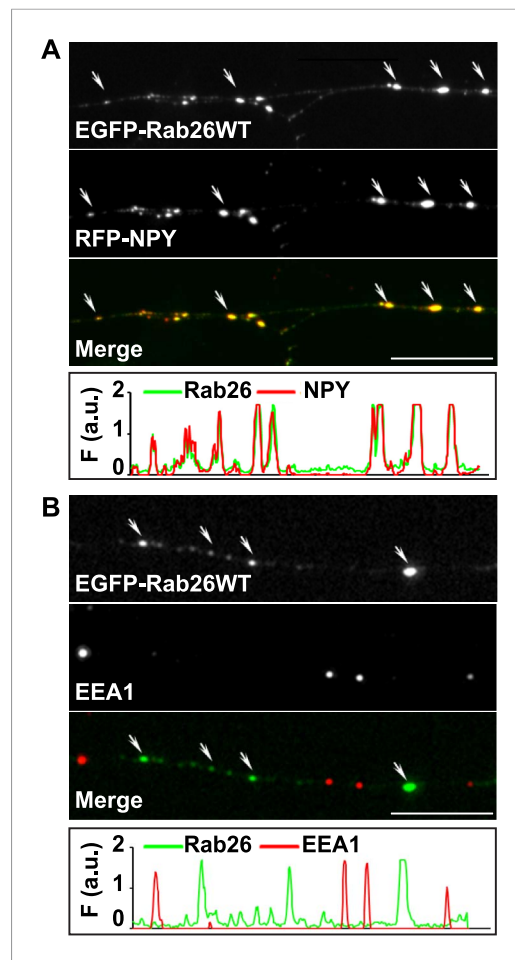 A
EGFP-Rab26WT
RFP-NPY
Merge
Rab26 NPY
F (a.u.)
2
1
0
B
EGFP-Rab26WT
EEA1
Merge
Rab26 EEA1
F (a.u.)
2
1
0